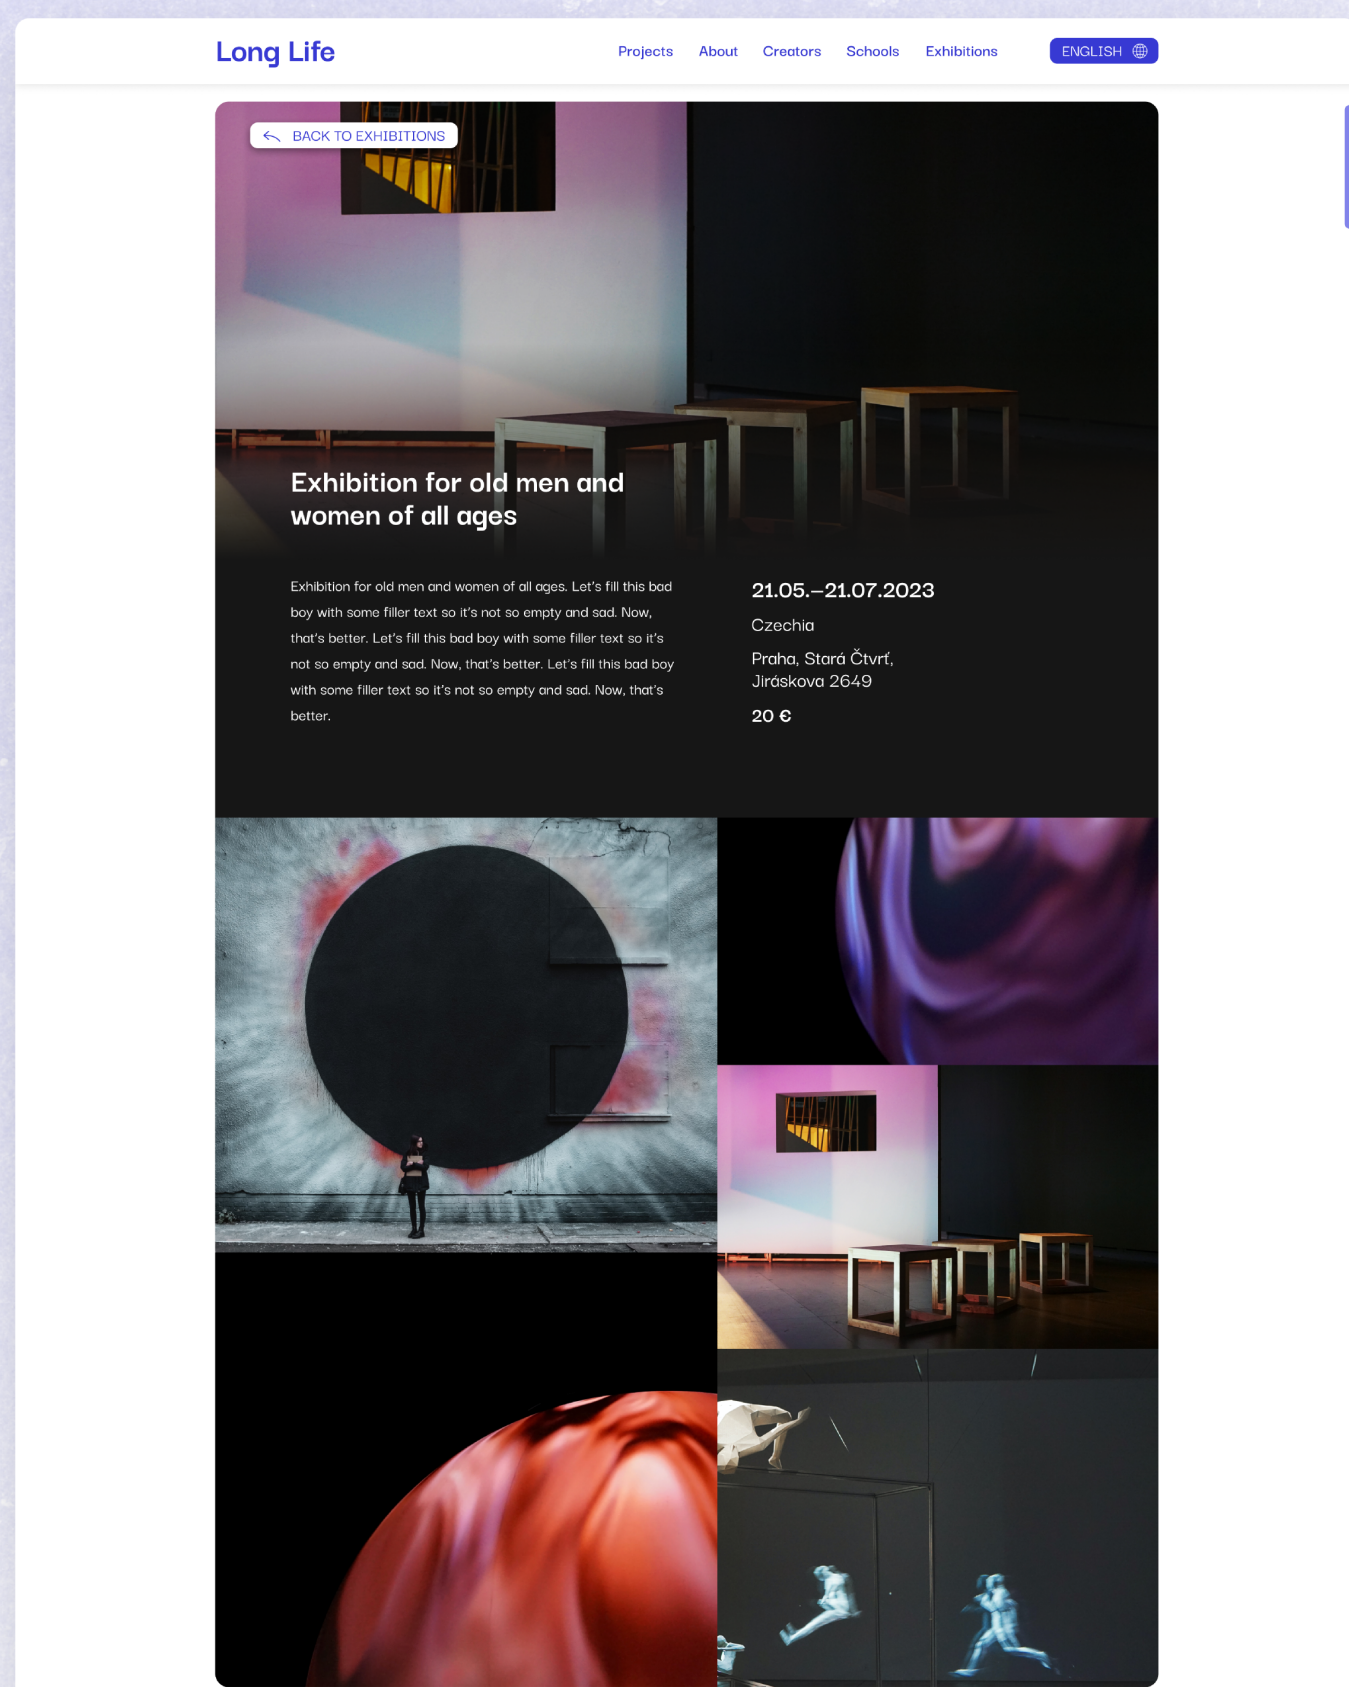 Long Life
Projects About Creators Schools Exhibitions ENGLISH
BACK TO EXHIBITIONS
Exhibition for old men and
women of all ages
Exhibition for old men and women of all ages. Let's fill this bad
boy with some filler text so it's not so empty and sad. Now,
that's better. Let's fill this bad boy with some filler text so it's
not so empty and sad. Now, that's better. Let's fill this bad boy
with some filler text so it's not so empty and sad. Now, that's
better.
21.05.—21.07.2023
Czechia
Praha, Stará Čtvrť,
Jiráskova 2649
20 €